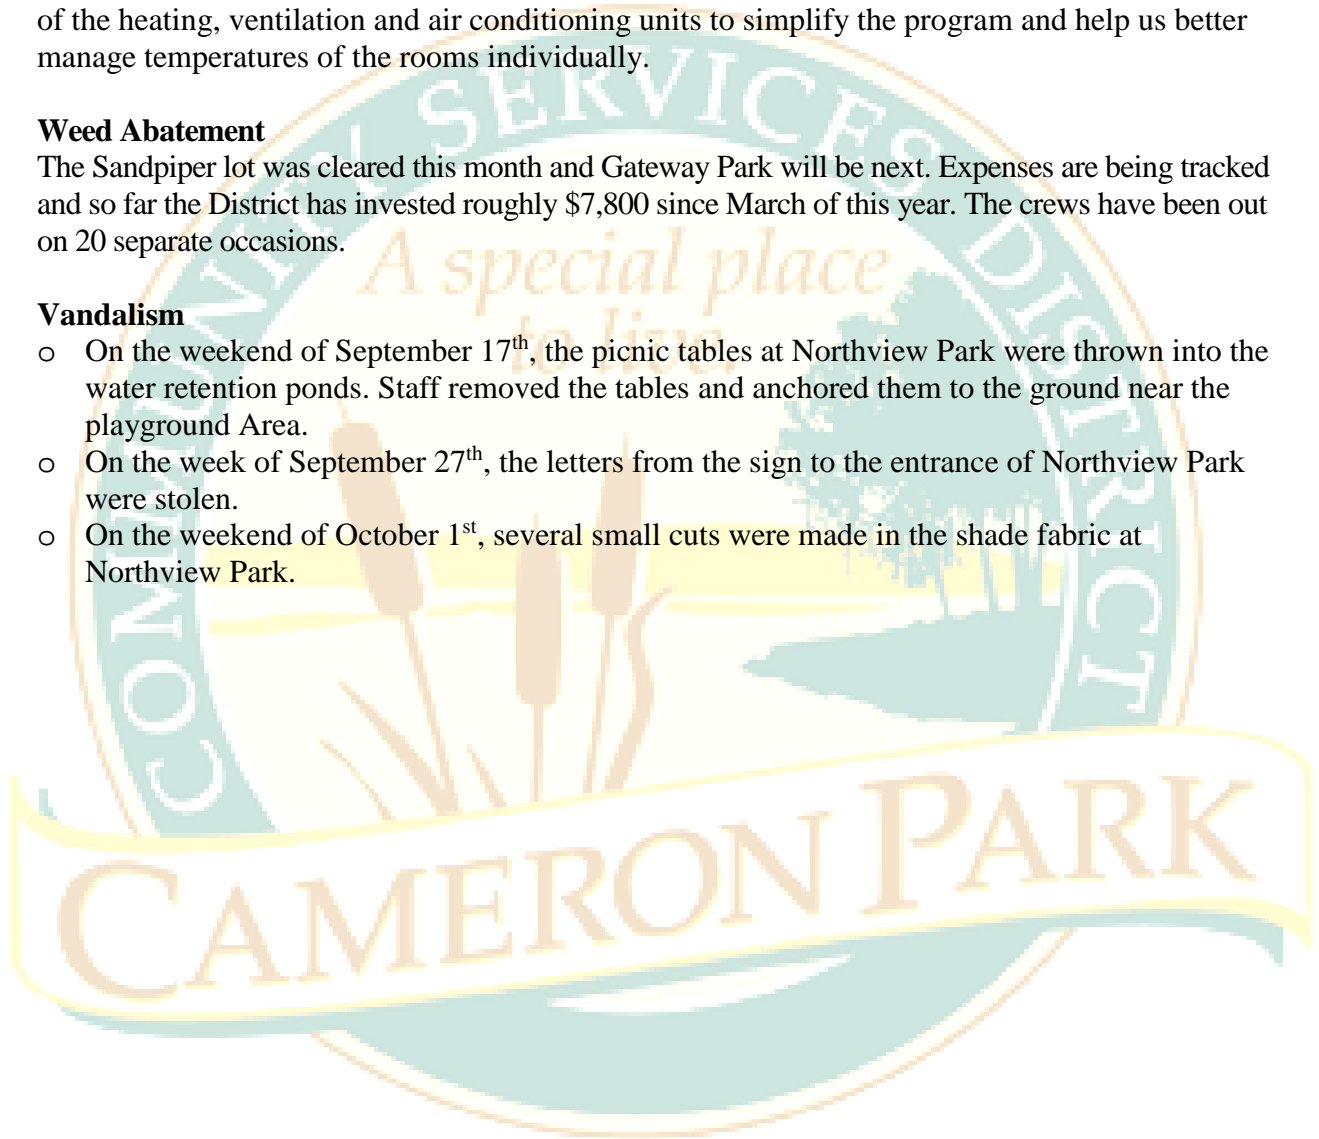 of the heating, ventilation and air conditioning units to simplify the program and help us better
manage temperatures of the rooms individually.
Weed Abatement
The Sandpiper lot was cleared this month and Gateway Park will be next. Expenses are being tracked
and so far the District has invested roughly $7,800 since March of this year. The crews have been out
on 20 separate occasions.
Vandalism
o On the weekend of September 17th, the picnic tables at Northview Park were thrown into the
water retention ponds. Staff removed the tables and anchored them to the ground near the
playground Area.
o On the week of September 27th, the letters from the sign to the entrance of Northview Park
were stolen.
o On the weekend of October 1st, several small cuts were made in the shade fabric at
Northview Park.
COMMUNITY SERVICES DISTRICT
A special place
to live
CAMERON PARK